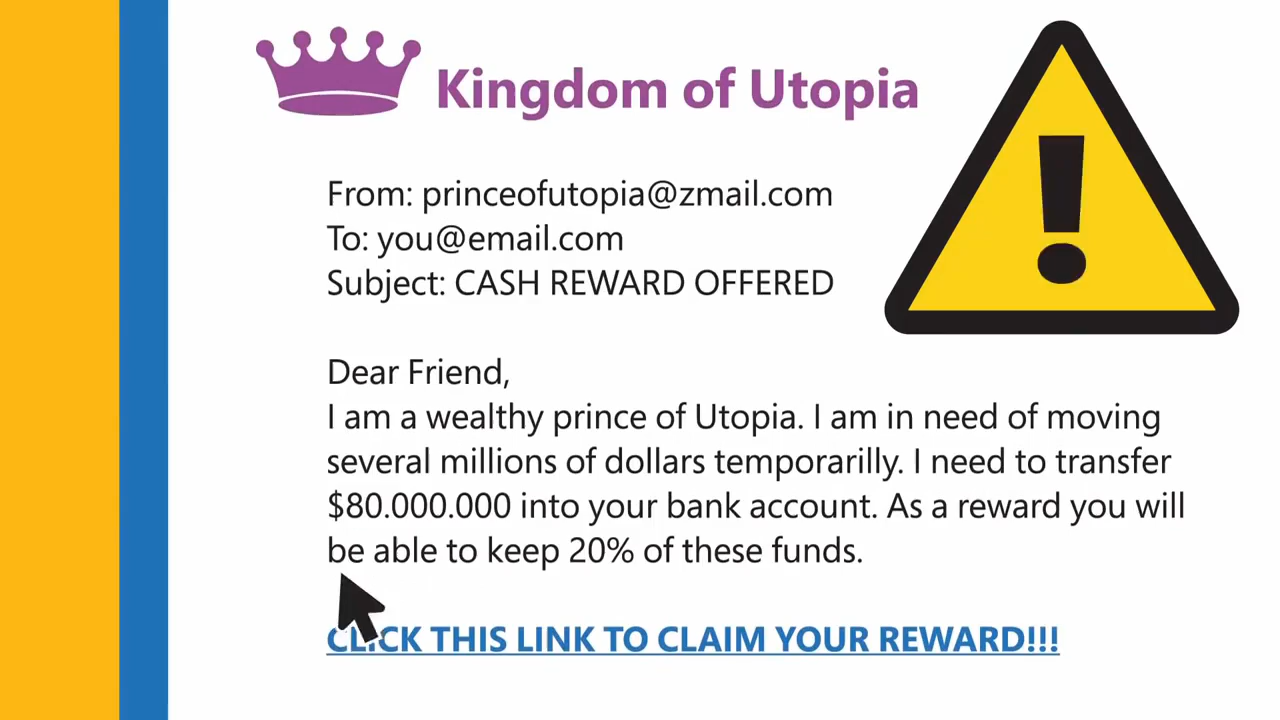 Kingdom of Utopia
From: princeofutopia@zmail.com
To: you@email.com
Subject: CASH REWARD OFFERED
Dear Friend,
I am a wealthy prince of Utopia. I am in need of moving
several millions of dollars temporarilly. I need to transfer
$80.000.000 into your bank account. As a reward you will
be able to keep 20% of these funds.
CLICK THIS LINK TO CLAIM YOUR REWARD!!!